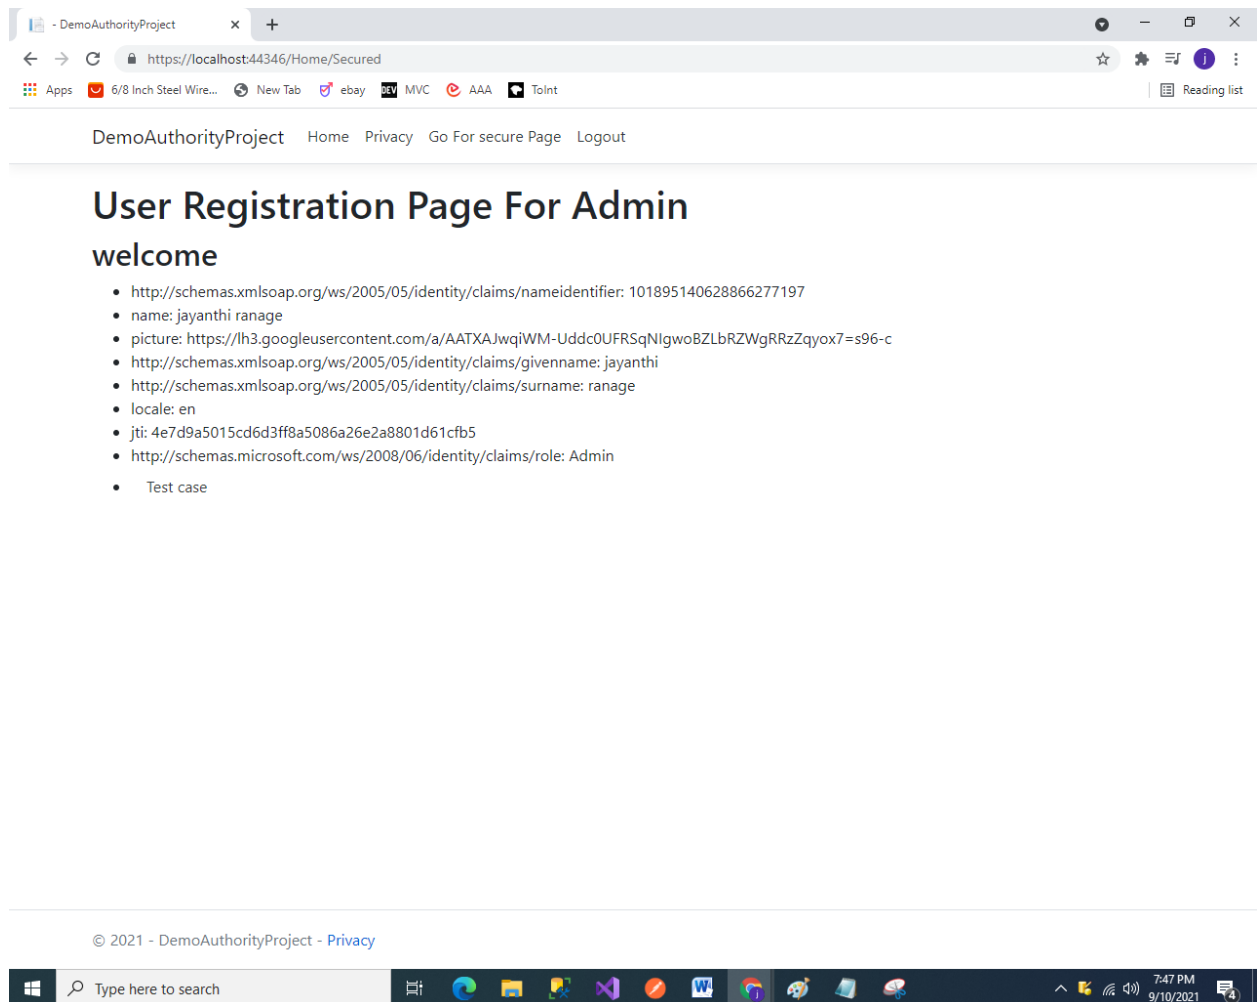 - DemoAuthorityProject
https://localhost:44346/Home/Secured
j
Apps 6/8 Inch Steel Wire... New Tab ebay DEV MVC AAA ToInt Reading list
DemoAuthorityProject Home Privacy Go For secure Page Logout
User Registration Page For Admin
welcome
http://schemas.xmlsoap.org/ws/2005/05/identity/claims/nameidentifier: 101895140628866277197
name: jayanthi ranage
picture: https://lh3.googleusercontent.com/a/AATXAJwqiWM-Uddc0UFRSqNIgwoBZLbRZWgRRzZqyox7=s96-c
http://schemas.xmlsoap.org/ws/2005/05/identity/claims/givenname: jayanthi
http://schemas.xmlsoap.org/ws/2005/05/identity/claims/surname: ranage
locale: en
jti: 4e7d9a5015cd6d3ff8a5086a26e2a8801d61cfb5
http://schemas.microsoft.com/ws/2008/06/identity/claims/role: Admin
Test case
© 2021 - DemoAuthorityProject - Privacy
Type here to search
7:47 PM
9/10/2021
4